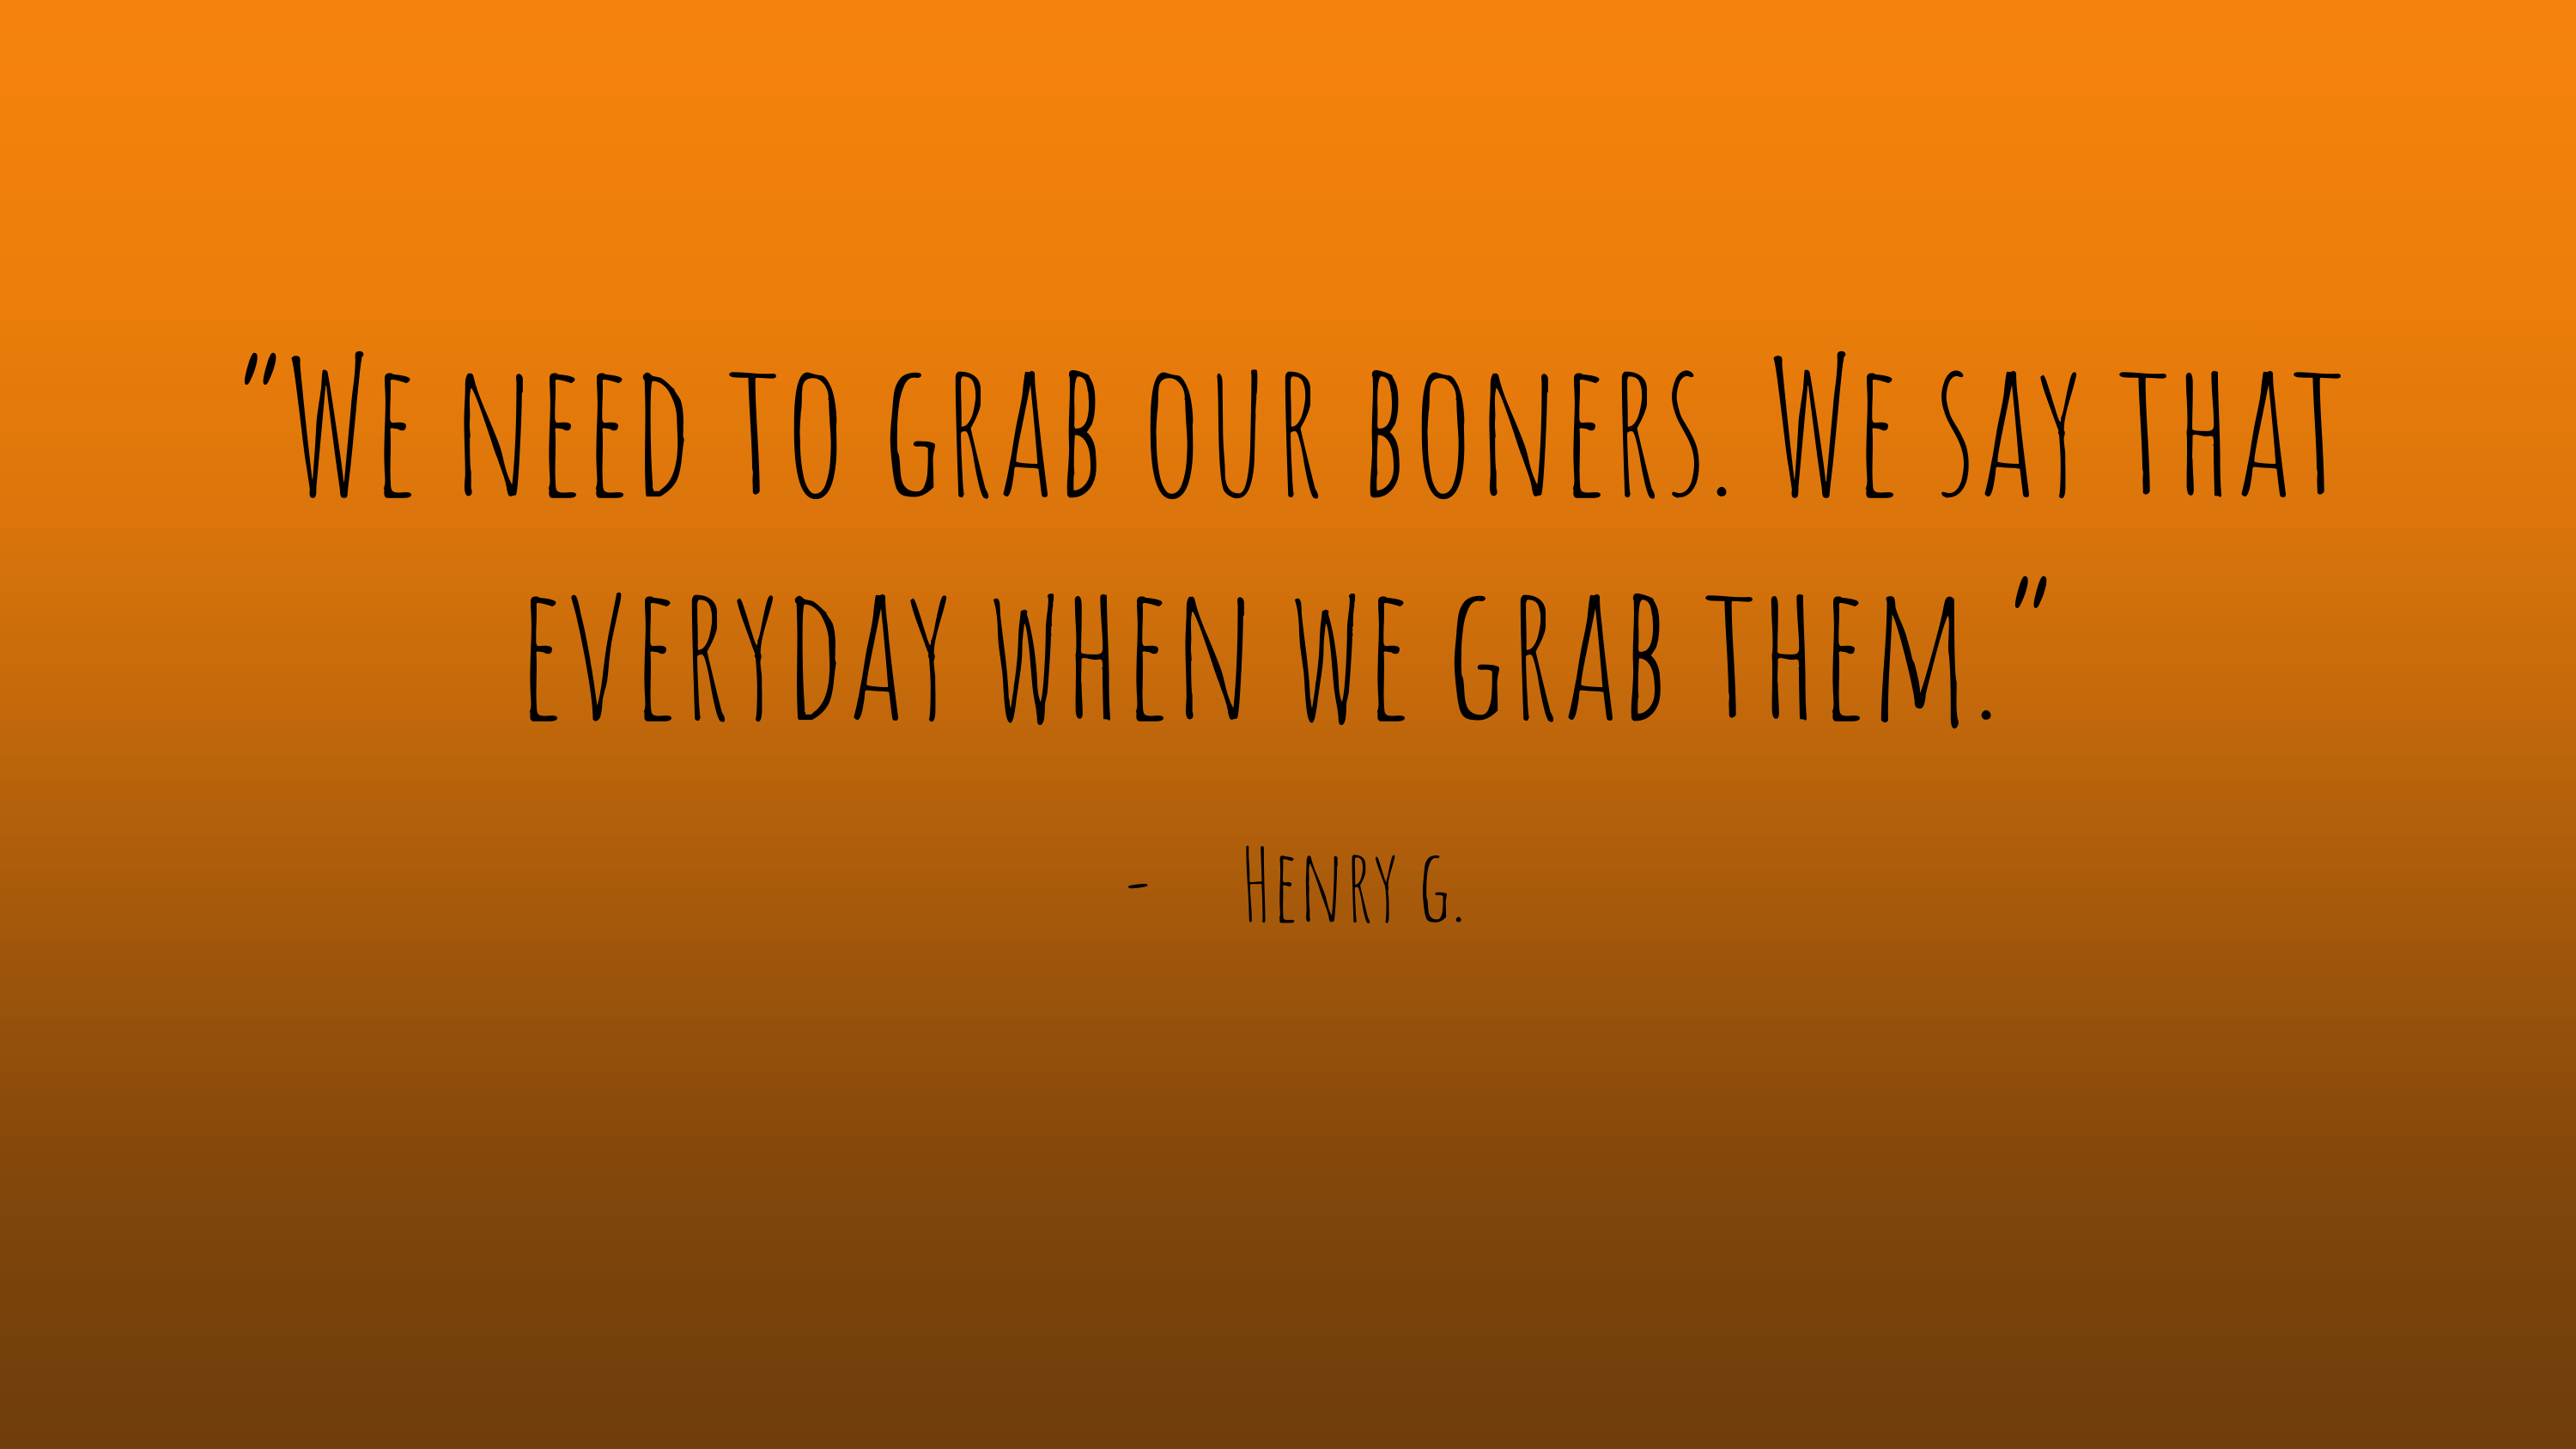 "We need to grab our boners. We say that
everyday when we grab them."
- Henry G.